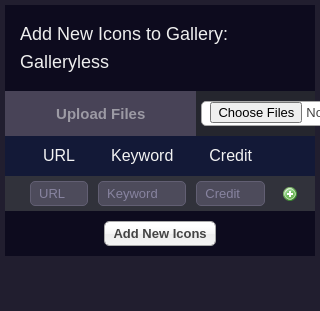 Add New Icons to Gallery:
Galleryless
Upload Files
Choose Files No
URL Keyword Credit
URL Keyword Credit
Add New Icons